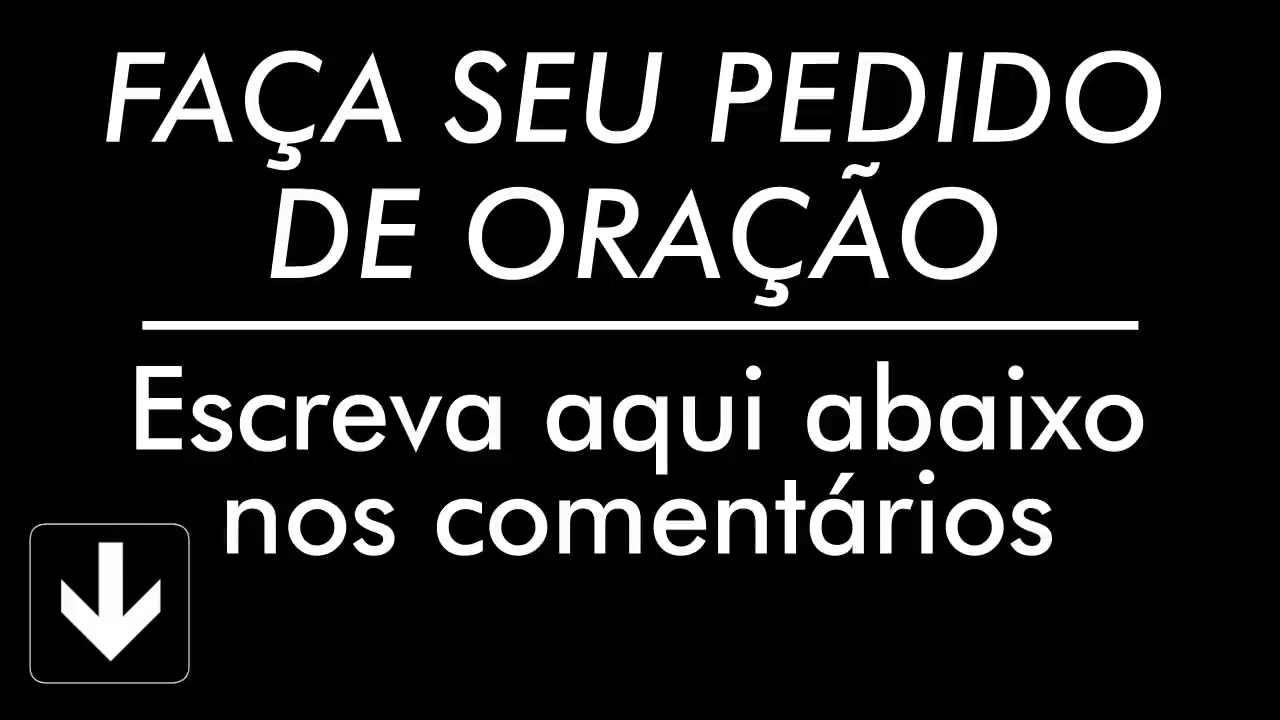 FAÇA SEU PEDIDO
DE ORAÇÃO
Escreva aqui abaixo
nos comentários